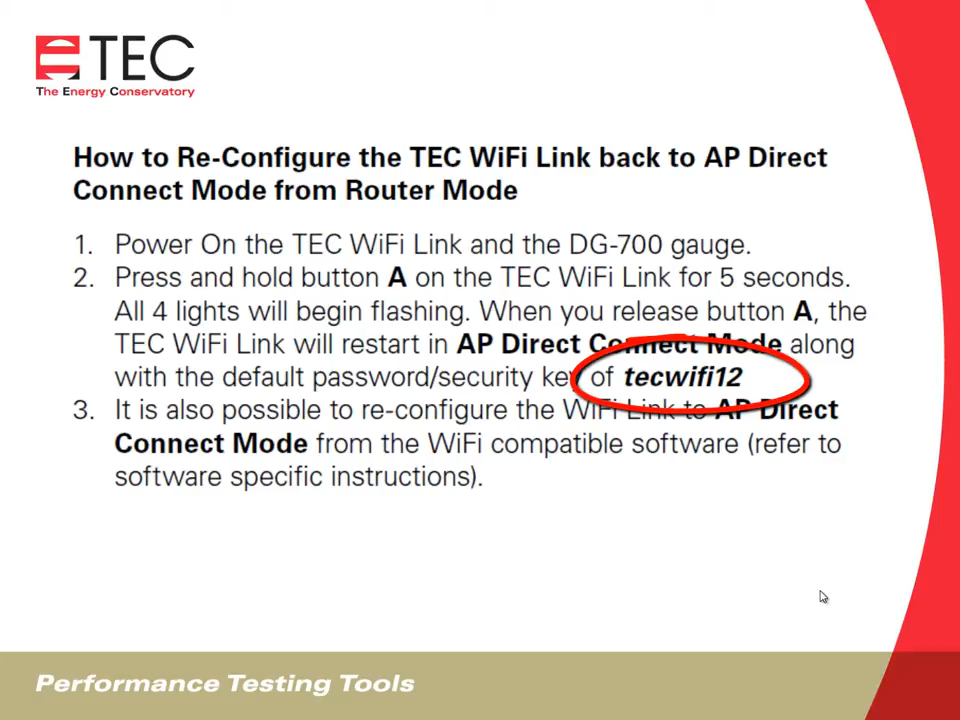 TEC
The Energy Conservatory
How to Re-Configure the TEC WiFi Link back to AP Direct
Connect Mode from Router Mode
1. Power On the TEC WiFi Link and the DG-700 gauge.
2. Press and hold button A on the TEC WiFi Link for 5 seconds.
All 4 lights will begin flashing. When you release button A, the
TEC WiFi Link will restart in AP Direct Connect Mode along
with the default password/security key of tecwifi12
3. It is also possible to re-configure the WiFi Link to AP Direct
Connect Mode from the WiFi compatible software (refer to
software specific instructions).
Performance Testing Tools